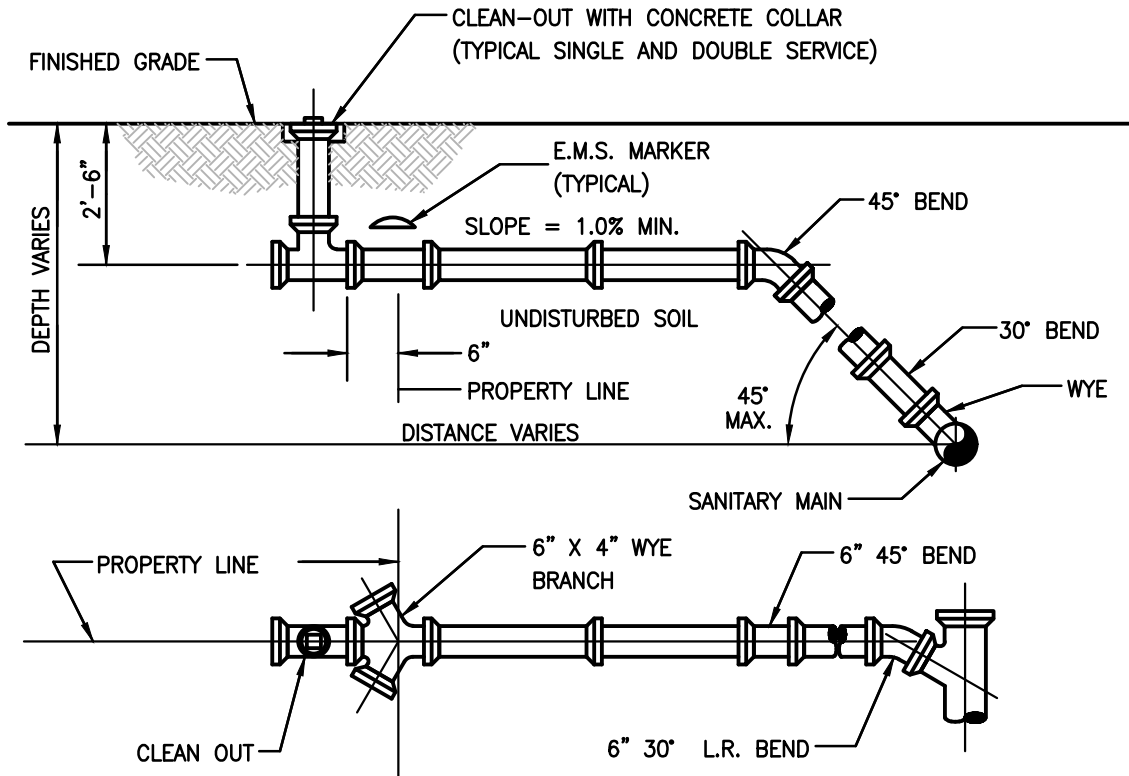 CLEAN-OUT WITH CONCRETE COLLAR
(TYPICAL SINGLE AND DOUBLE SERVICE)
FINISHED GRADE
E.M.S. MARKER
(TYPICAL)
2'-6"
DEPTH VARIES
SLOPE = 1.0% MIN.
45° BEND
UNDISTURBED SOIL
30° BEND
6"
PROPERTY LINE
45°
MAX.
WYE
DISTANCE VARIES
SANITARY MAIN
PROPERTY LINE
6" X 4" WYE
BRANCH
6" 45° BEND
CLEAN OUT
6" 30° L.R. BEND